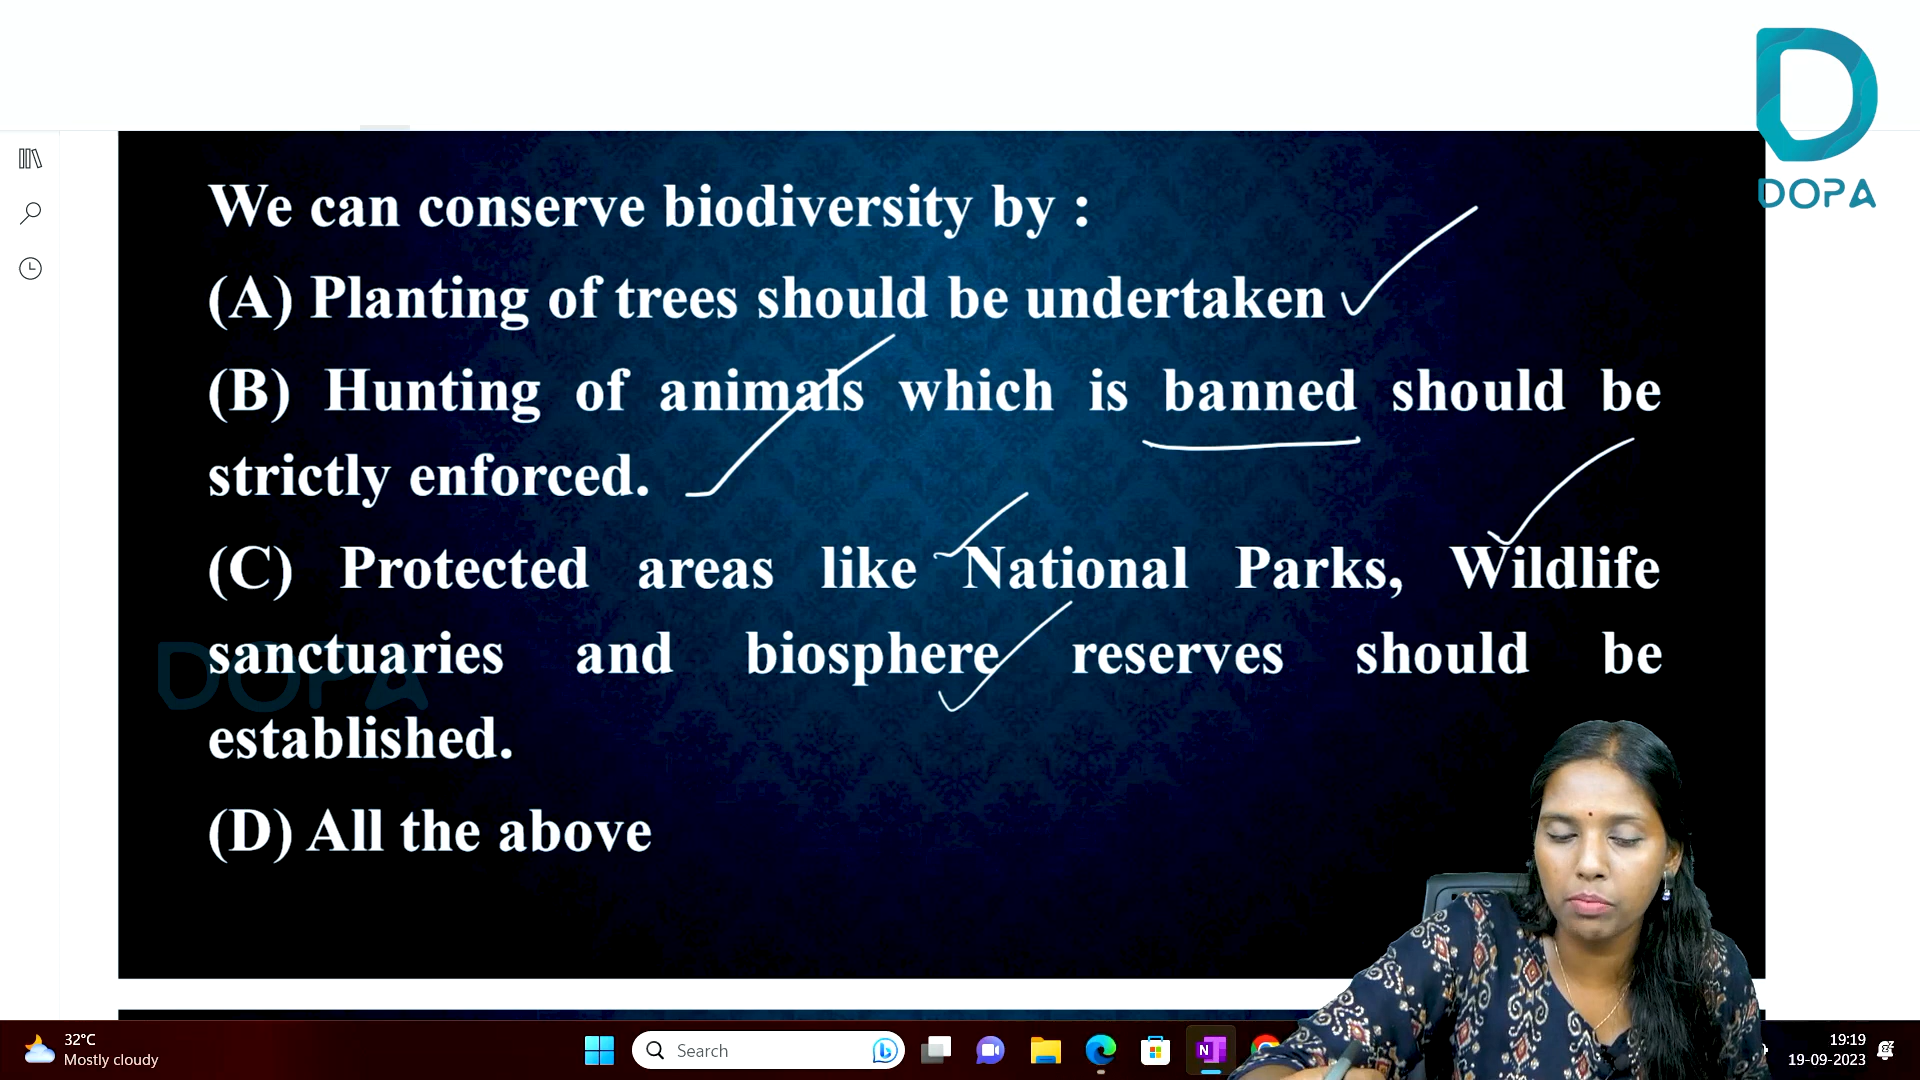 DOPA
We can conserve biodiversity by :
(A) Planting of trees should be undertaken
(B) Hunting of animals which is banned should be
strictly enforced.
(C) Protected areas like National Parks, Wildlife
sanctuaries and biosphere reserves should be
established.
(D) All the above
DOPA
32°C
Mostly cloudy
Search
N
19:19
19-09-2023